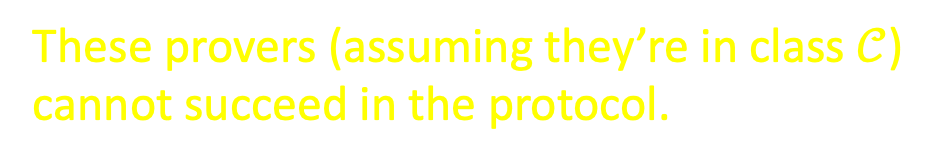 These provers (assuming they’re in class 𝒞)
cannot succeed in the protocol.